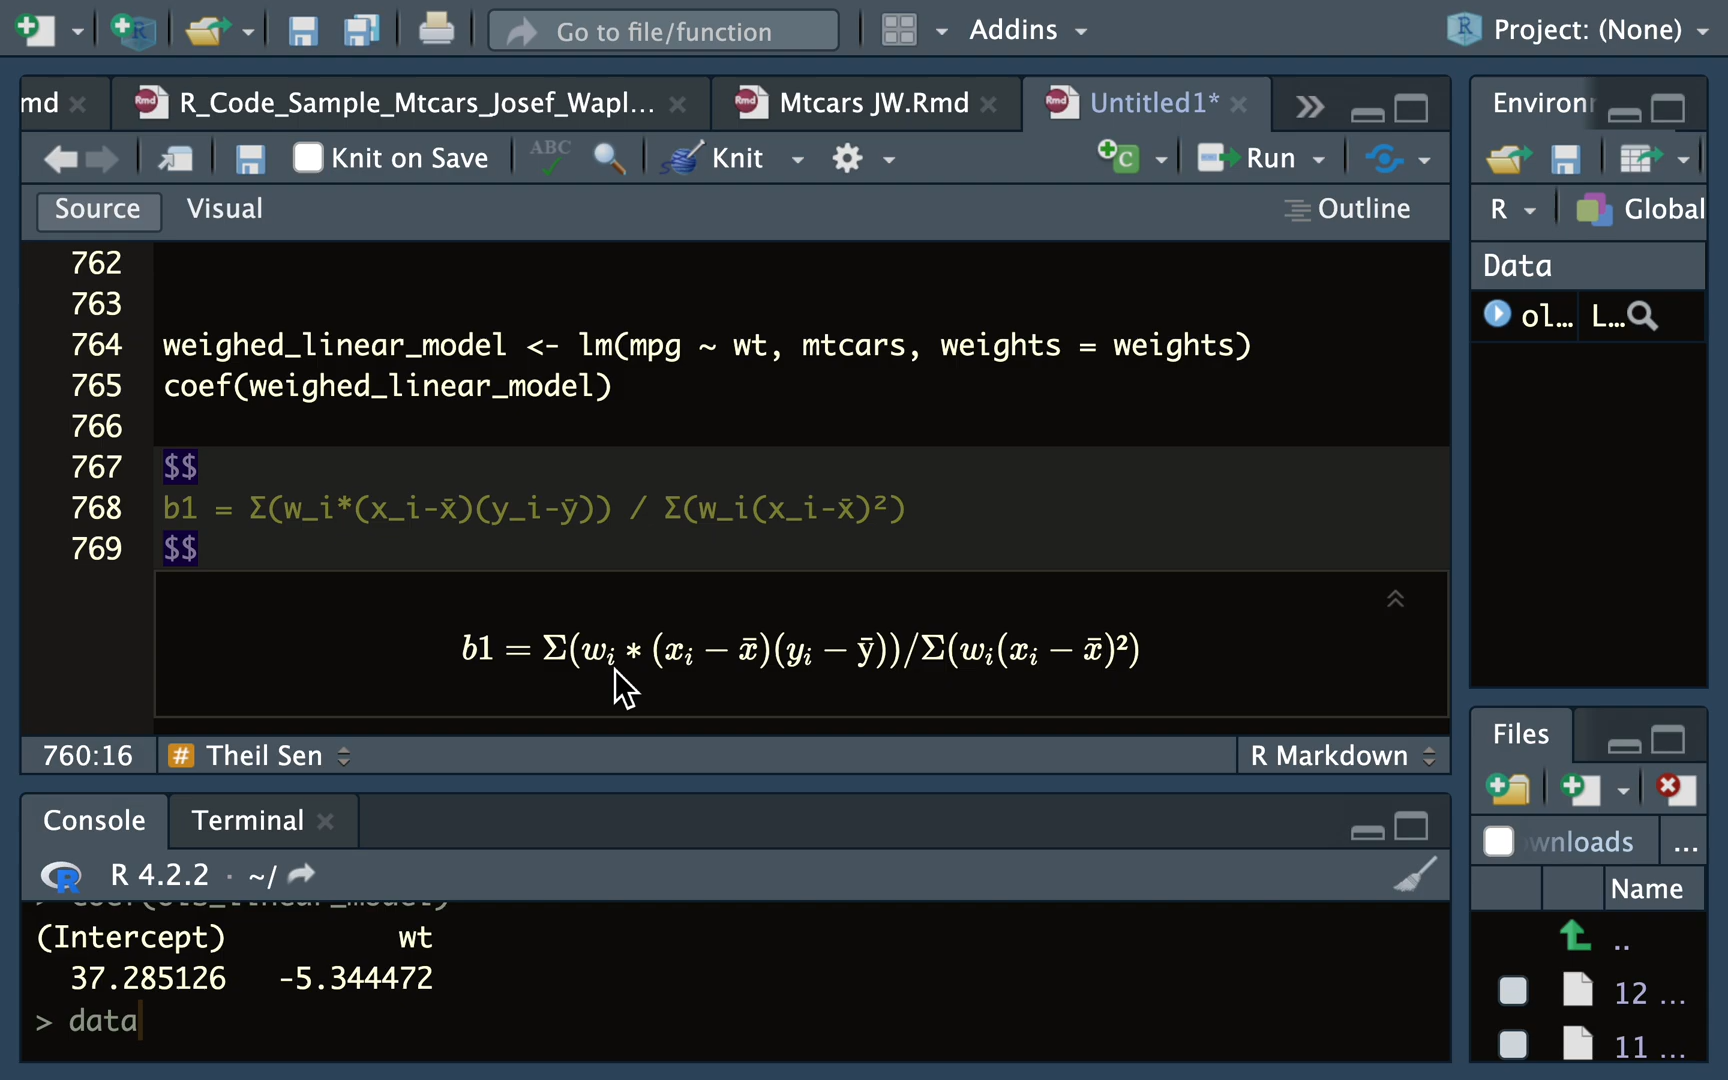 Go to file/function
Addins
Project: (None)
md
R_Code_Sample_Mtcars_Josef_Wapl...
Mtcars JW.Rmd
Untitled1*
Environ
Knit on Save
ABC
Knit
Run
Source
Visual
Outline
R
Global
762
763
764 weighed_linear_model <- lm(mpg ~ wt, mtcars, weights = weights)
765 coef(weighed_linear_model)
766
767 $$
768 b1 = Σ(w_i*(x_i-x̄)(y_i-ȳ)) / Σ(w_i(x_i-x̄)²)
769 $$
b1 = Σ(wᵢ * (xᵢ − x̄)(yᵢ − ȳ))/Σ(wᵢ(xᵢ − x̄)²)
760:16
# Theil Sen
R Markdown
Data
ol...
L...
Console
Terminal
R 4.2.2 · ~/
(Intercept) wt
37.285126 -5.344472
> data
Files
wnloads
...
Name
..
12 ...
11 ...